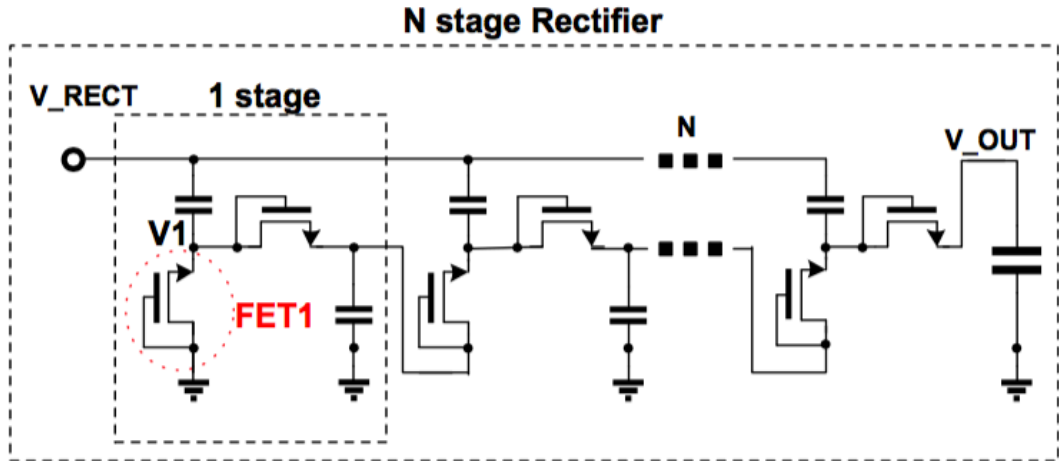 N stage Rectifier
V_RECT
1 stage
N
V_OUT
V1
FET1